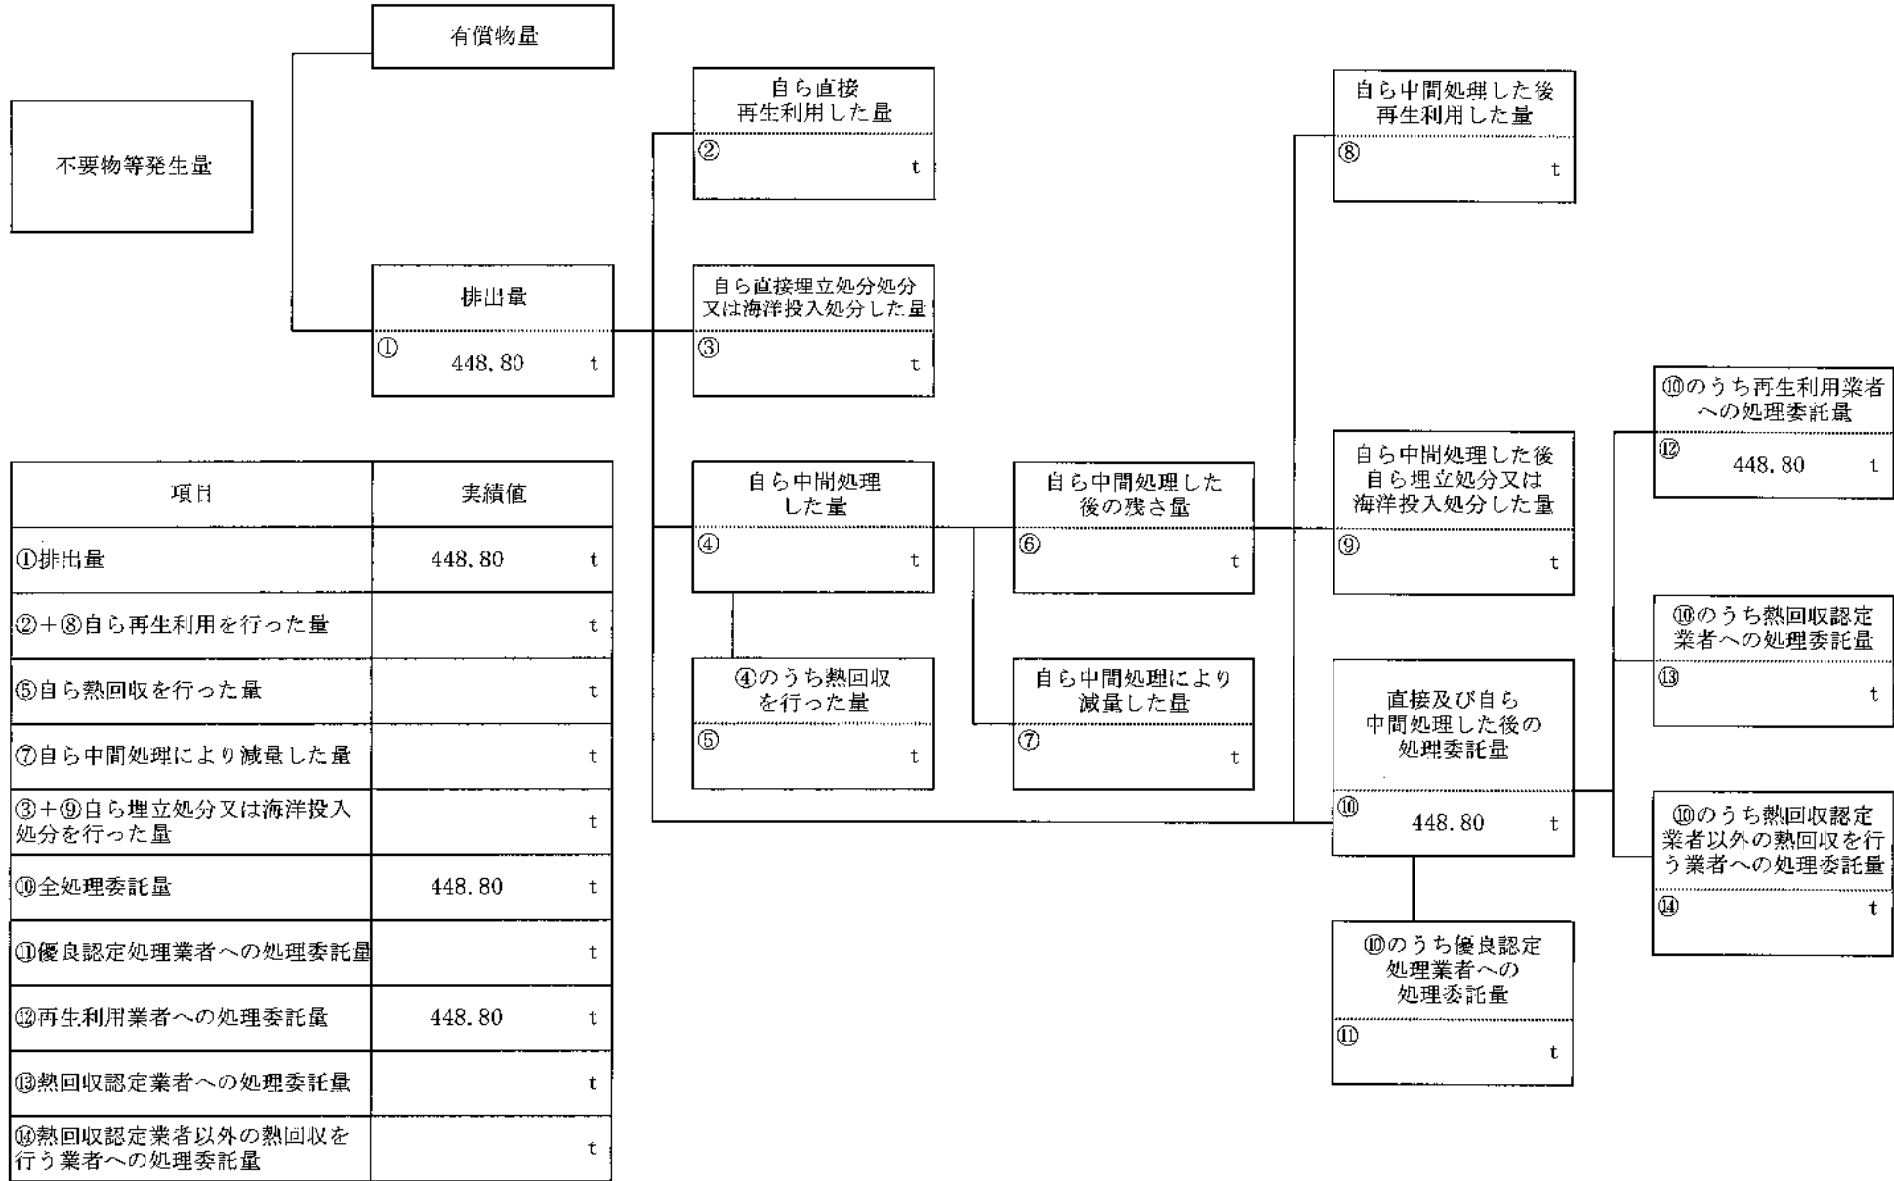 有償物量
不要物等発生量
自ら直接
再生利用した量
②
t
自ら中間処理した後
再生利用した量
⑧
t
排出量
①
448.80 t
自ら直接埋立処分処分
又は海洋投入処分した量
③
t
⑩のうち再生利用業者
への処理委託量
⑫
448.80 t
自ら中間処理
した量
④
t
自ら中間処理した
後の残さ量
⑥
t
自ら中間処理した後
自ら埋立処分又は
海洋投入処分した量
⑨
t
⑩のうち熱回収認定
業者への処理委託量
⑬
t
④のうち熱回収
を行った量
⑤
t
自ら中間処理により
減量した量
⑦
t
直接及び自ら
中間処理した後の
処理委託量
⑩
448.80 t
⑩のうち熱回収認定
業者以外の熱回収を行
う業者への処理委託量
⑭
t
⑩のうち優良認定
処理業者への
処理委託量
⑪
t
項目 実績値
①排出量 448.80 t
②+⑧自ら再生利用を行った量 t
⑤自ら熱回収を行った量 t
⑦自ら中間処理により減量した量 t
③+⑨自ら埋立処分又は海洋投入
処分を行った量 t
⑩全処理委託量 448.80 t
⑪優良認定処理業者への処理委託量 t
⑫再生利用業者への処理委託量 448.80 t
⑬熱回収認定業者への処理委託量 t
⑭熱回収認定業者以外の熱回収を
行う業者への処理委託量 t